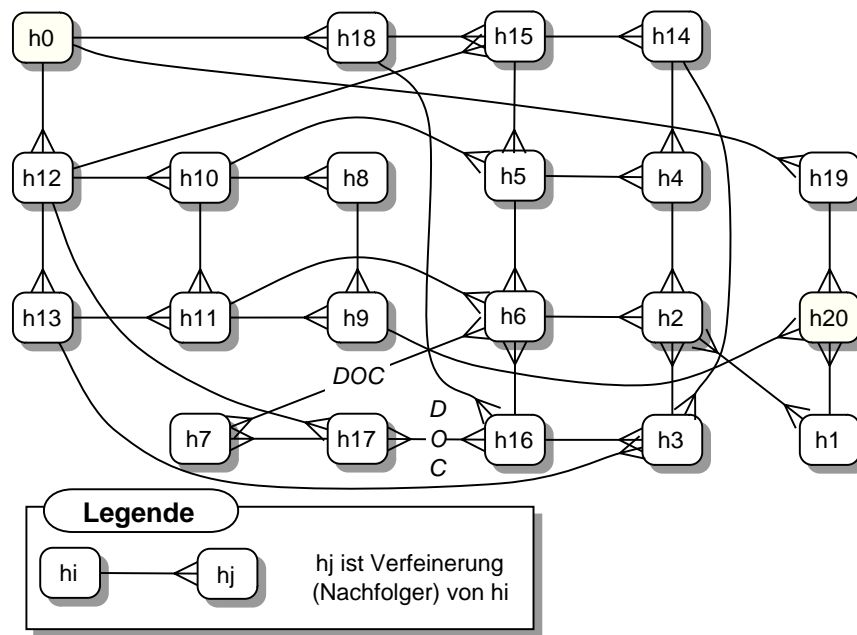 h0 h18 h15 h14
h12 h10 h8 h5 h4 h19
h13 h11 h9 h6 h2 h20
DOC
D
h7 h17 O h16 h3 h1
C
Legende
hi hj
hj ist Verfeinerung
(Nachfolger) von hi